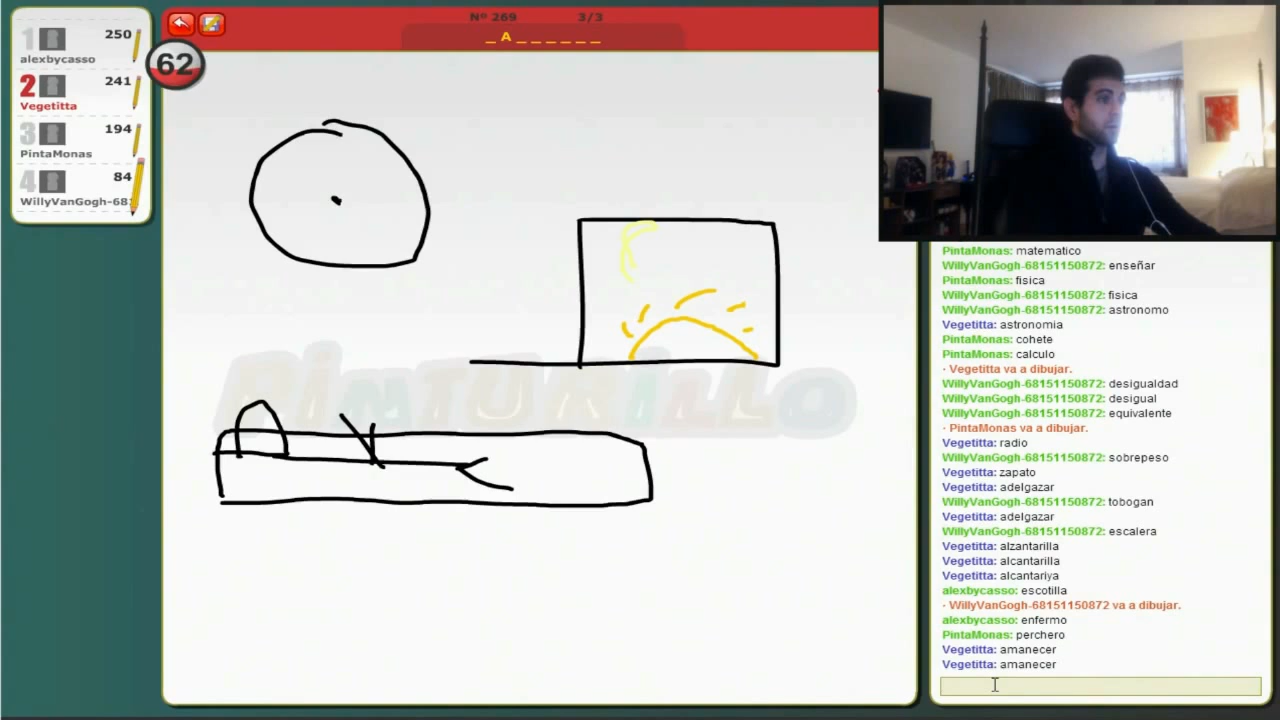 1 250
alexbycasso
2 241
Vegetitta
3 194
PintaMonas
4 84
WillyVanGogh-681
62
Nº 269 3/3
_ A _ _ _ _ _ _
PinTURiLLo
PintaMonas: matematico
WillyVanGogh-68151150872: enseñar
PintaMonas: fisica
WillyVanGogh-68151150872: fisica
WillyVanGogh-68151150872: astronomo
Vegetitta: astronomia
PintaMonas: cohete
PintaMonas: calculo
· Vegetitta va a dibujar.
WillyVanGogh-68151150872: desigualdad
WillyVanGogh-68151150872: desigual
WillyVanGogh-68151150872: equivalente
· PintaMonas va a dibujar.
Vegetitta: radio
WillyVanGogh-68151150872: sobrepeso
Vegetitta: zapato
Vegetitta: adelgazar
WillyVanGogh-68151150872: tobogan
Vegetitta: adelgazar
WillyVanGogh-68151150872: escalera
Vegetitta: alzantarilla
Vegetitta: alcantarilla
Vegetitta: alcantariya
alexbycasso: escotilla
· WillyVanGogh-68151150872 va a dibujar.
alexbycasso: enfermo
PintaMonas: perchero
Vegetitta: amanecer
Vegetitta: amanecer